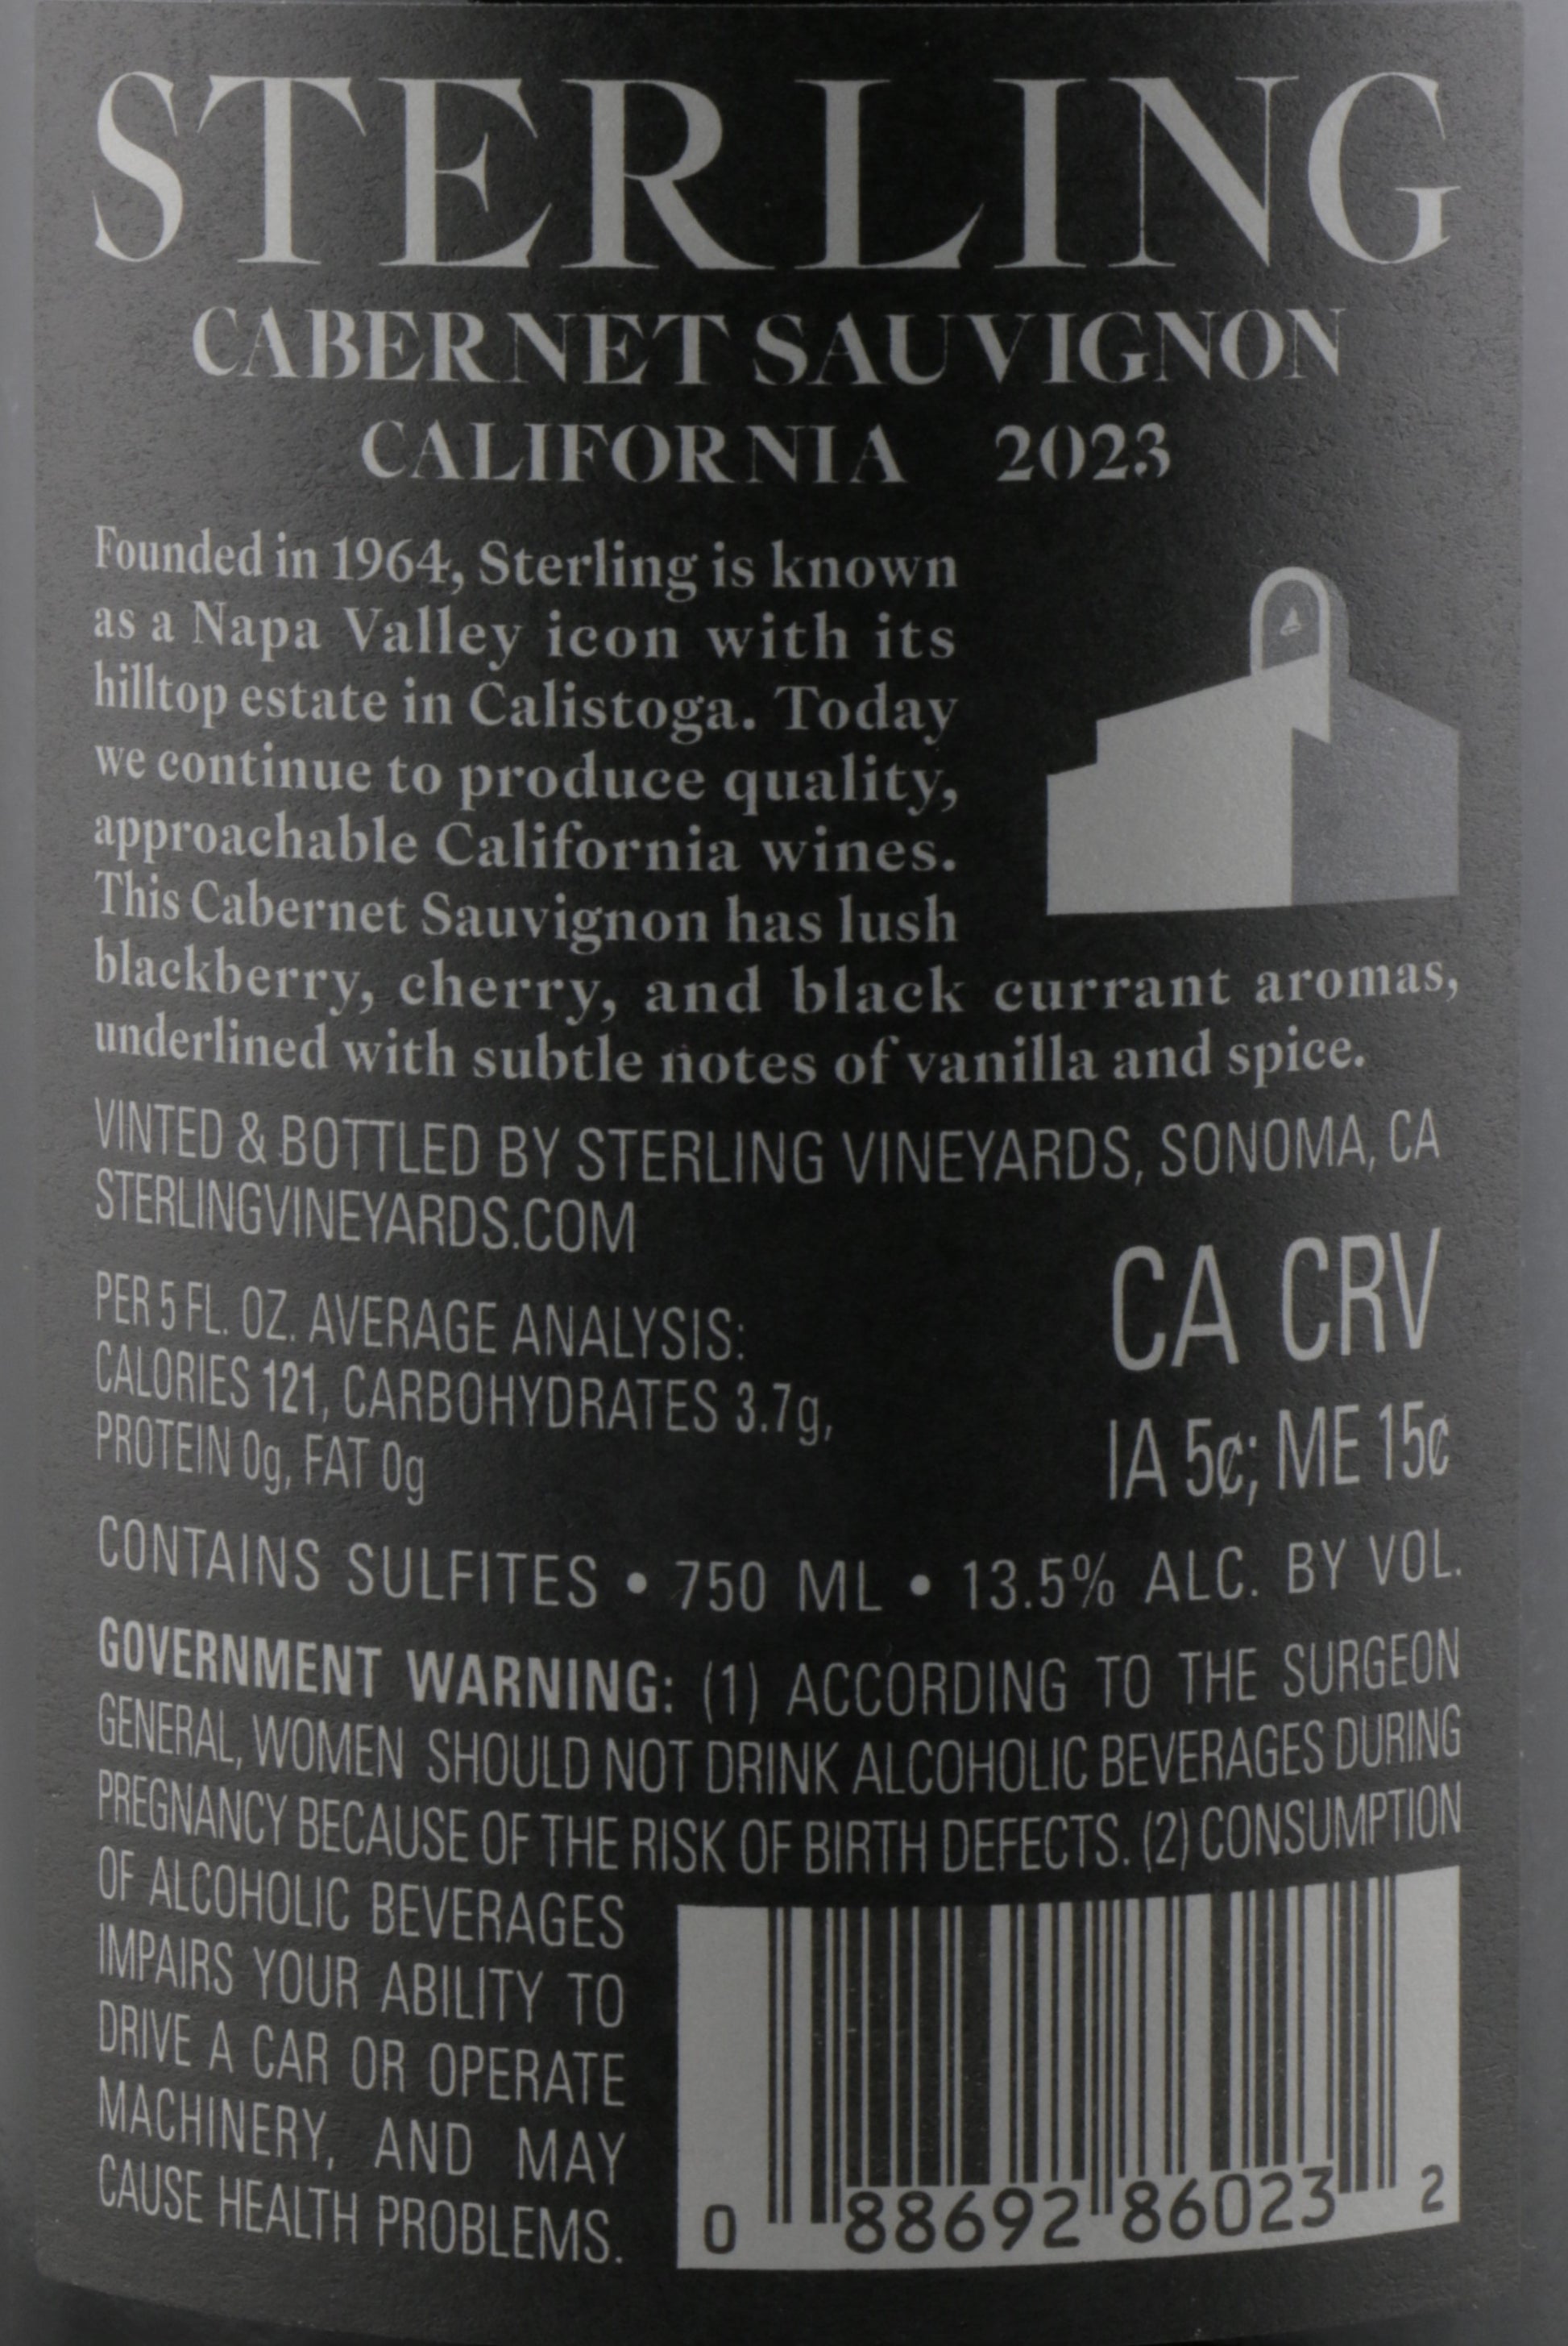 STERLING
CABERNET SAUVIGNON
CALIFORNIA 2023
Founded in 1964, Sterling is known
as a Napa Valley icon with its
hilltop estate in Calistoga. Today
we continue to produce quality,
approachable California wines.
This Cabernet Sauvignon has lush
blackberry, cherry, and black currant aromas,
underlined with subtle notes of vanilla and spice.
VINTED & BOTTLED BY STERLING VINEYARDS, SONOMA, CA
STERLINGVINEYARDS.COM
PER 5 FL. OZ. AVERAGE ANALYSIS:
CALORIES 121, CARBOHYDRATES 3.7g,
PROTEIN 0g, FAT 0g
CA CRV
IA 5¢; ME 15¢
CONTAINS SULFITES • 750 ML • 13.5% ALC. BY VOL.
GOVERNMENT WARNING: (1) ACCORDING TO THE SURGEON
GENERAL, WOMEN SHOULD NOT DRINK ALCOHOLIC BEVERAGES DURING
PREGNANCY BECAUSE OF THE RISK OF BIRTH DEFECTS. (2) CONSUMPTION
OF ALCOHOLIC BEVERAGES
IMPAIRS YOUR ABILITY TO
DRIVE A CAR OR OPERATE
MACHINERY, AND MAY
CAUSE HEALTH PROBLEMS.
0 88692 86023 2